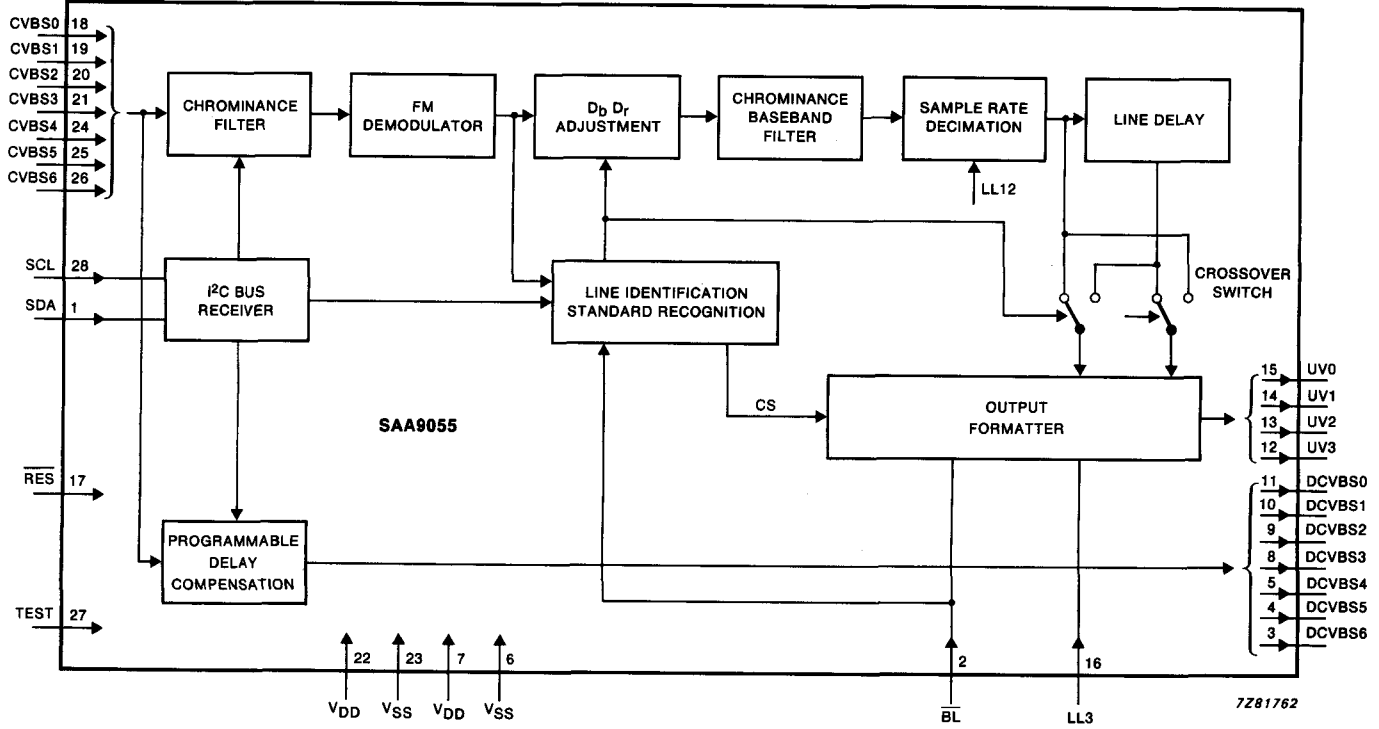 CVBS0 18
CVBS1 19
CVBS2 20
CVBS3 21
CVBS4 24
CVBS5 25
CVBS6 26
CHROMINANCE
FILTER
FM
DEMODULATOR
Db Dr
ADJUSTMENT
CHROMINANCE
BASEBAND
FILTER
SAMPLE RATE
DECIMATION
LINE DELAY
LL12
SCL 28
SDA 1
I²C BUS
RECEIVER
LINE IDENTIFICATION
STANDARD RECOGNITION
CROSSOVER
SWITCH
CS
OUTPUT
FORMATTER
15 UV0
14 UV1
13 UV2
12 UV3
SAA9055
RES 17
11 DCVBS0
10 DCVBS1
9 DCVBS2
8 DCVBS3
5 DCVBS4
4 DCVBS5
3 DCVBS6
PROGRAMMABLE
DELAY
COMPENSATION
TEST 27
22 23 7 6 2 16
VDD VSS VDD VSS BL LL3
7Z81762